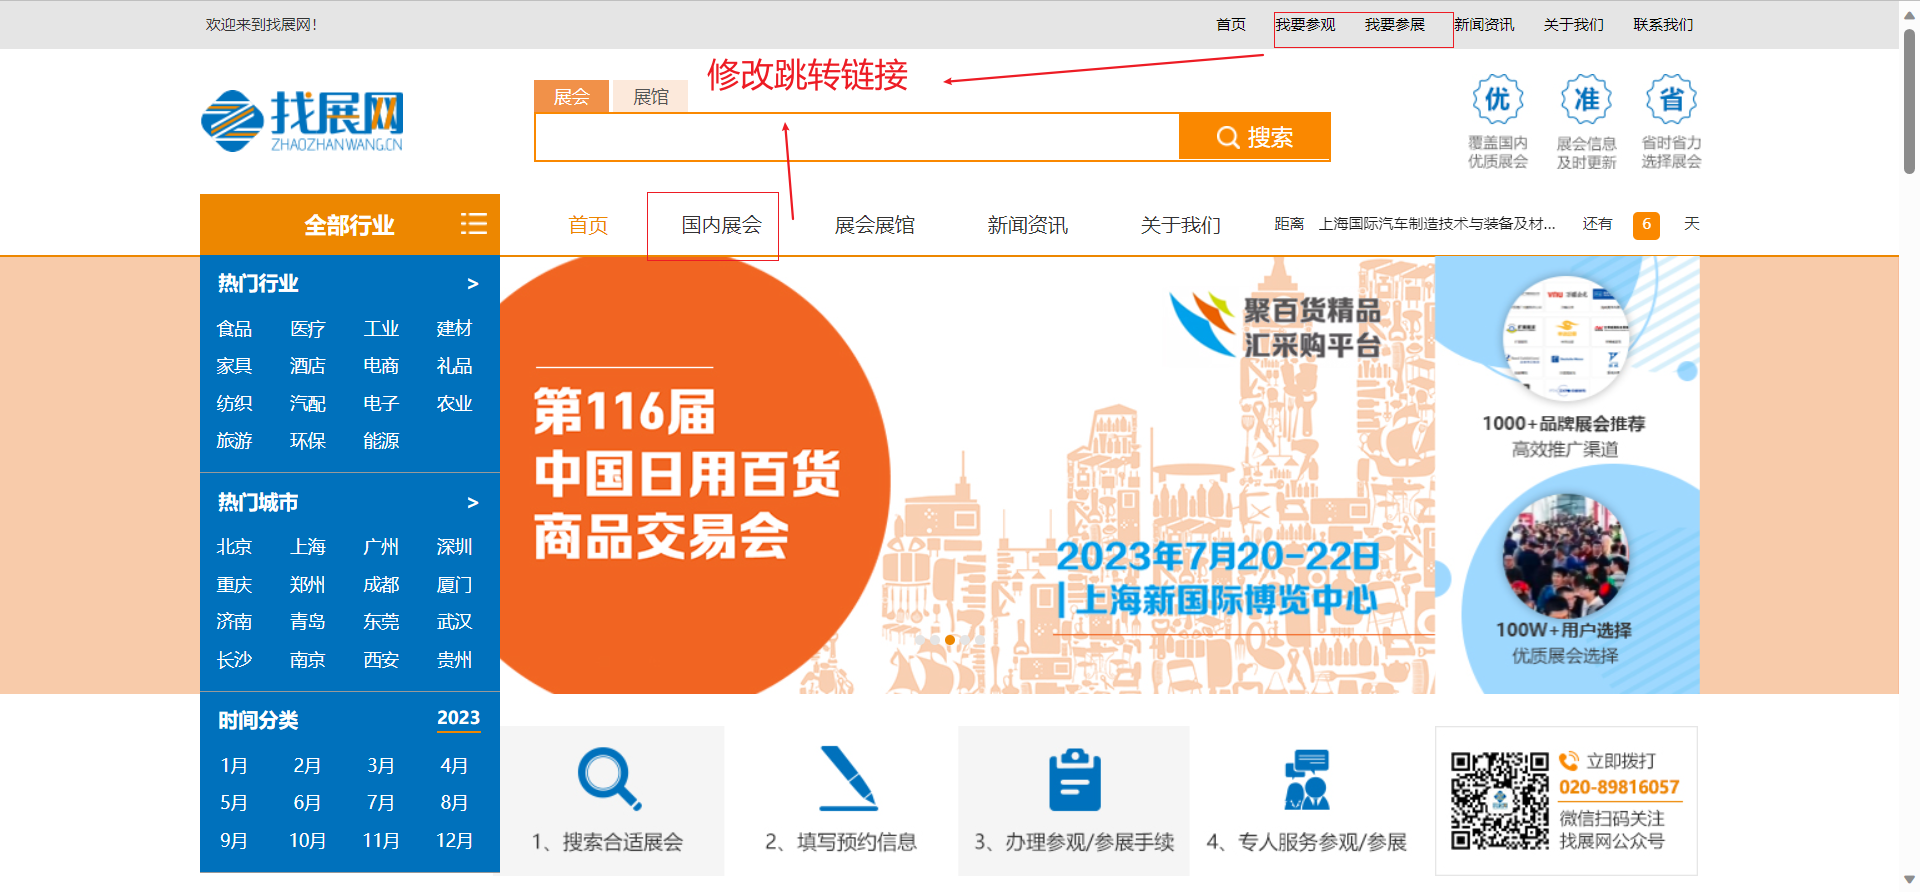 欢迎来到找展网!
首页 我要参观 我要参展 新闻资讯 关于我们 联系我们
修改跳转链接
找展网
ZHAOZHANWANG.CN
展会 展馆
搜索
优 准 省
覆盖国内 展会信息 省时省力
优质展会 及时更新 选择展会
全部行业
首页 国内展会 展会展馆 新闻资讯 关于我们
距离 上海国际汽车制造技术与装备及材... 还有 6 天
热门行业 >
食品 医疗 工业 建材
家具 酒店 电商 礼品
纺织 汽配 电子 农业
旅游 环保 能源
热门城市 >
北京 上海 广州 深圳
重庆 郑州 成都 厦门
济南 青岛 东莞 武汉
长沙 南京 西安 贵州
时间分类 2023
1月 2月 3月 4月
5月 6月 7月 8月
9月 10月 11月 12月
聚百货精品
汇采购平台
第116届
中国日用百货
商品交易会
2023年7月20-22日
上海新国际博览中心
1000+品牌展会推荐
高效推广渠道
100W+用户选择
优质展会选择
1、搜索合适展会
2、填写预约信息
3、办理参观/参展手续
4、专人服务参观/参展
立即拨打
020-89816057
微信扫码关注
找展网公众号